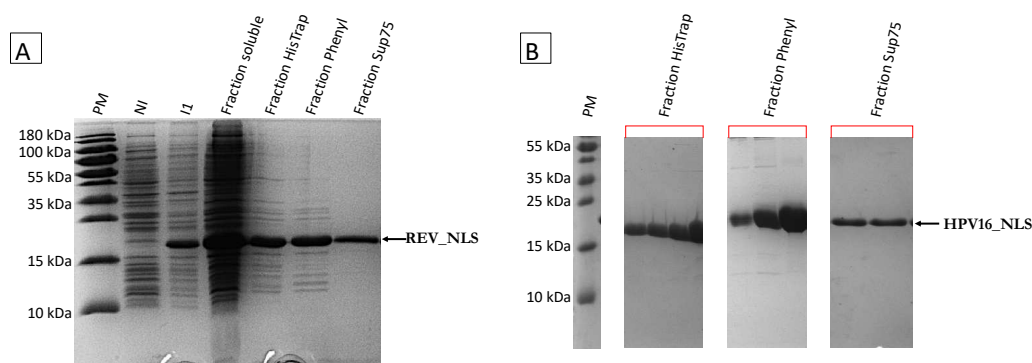 A
PM
NI
I1
Fraction soluble
Fraction HisTrap
Fraction Phenyl
Fraction Sup75
180 kDa
100 kDa
55 kDa
35 kDa
15 kDa
10 kDa
REV_NLS
B
PM
Fraction HisTrap
Fraction Phenyl
Fraction Sup75
55 kDa
35 kDa
25 kDa
15 kDa
10 kDa
HPV16_NLS